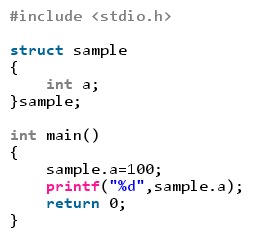 #include <stdio.h>
struct sample
{
    int a;
}sample;
int main()
{
    sample.a=100;
    printf("%d",sample.a);
    return 0;
}